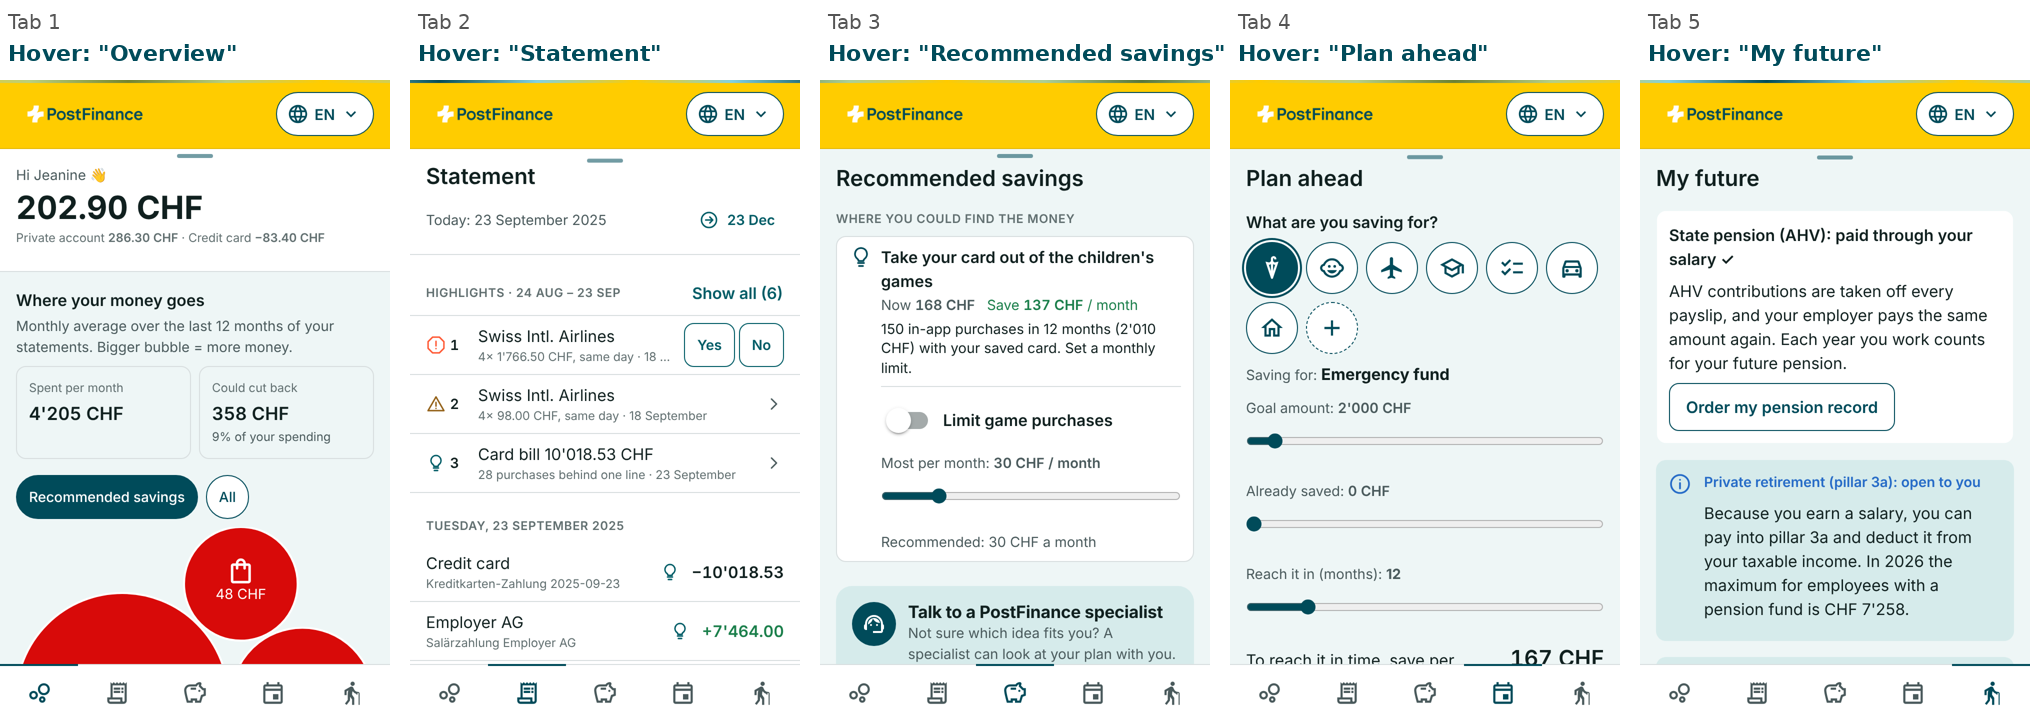 Tab 1
Hover: "Overview"
PostFinance
EN
Hi Jeanine 👋
202.90 CHF
Private account 286.30 CHF · Credit card −83.40 CHF
Where your money goes
Monthly average over the last 12 months of your
statements. Bigger bubble = more money.
Spent per month
4'205 CHF
Could cut back
358 CHF
9% of your spending
Recommended savings
All
48 CHF
Tab 2
Hover: "Statement"
PostFinance
EN
Statement
Today: 23 September 2025
23 Dec
HIGHLIGHTS · 24 AUG – 23 SEP
Show all (6)
1
Swiss Intl. Airlines
4× 1'766.50 CHF, same day · 18 ...
Yes
No
2
Swiss Intl. Airlines
4× 98.00 CHF, same day · 18 September
3
Card bill 10'018.53 CHF
28 purchases behind one line · 23 September
TUESDAY, 23 SEPTEMBER 2025
Credit card
Kreditkarten-Zahlung 2025-09-23
−10'018.53
Employer AG
Salärzahlung Employer AG
+7'464.00
Tab 3
Hover: "Recommended savings"
PostFinance
EN
Recommended savings
WHERE YOU COULD FIND THE MONEY
Take your card out of the children's
games
Now 168 CHF Save 137 CHF / month
150 in-app purchases in 12 months (2'010
CHF) with your saved card. Set a monthly
limit.
Limit game purchases
Most per month: 30 CHF / month
Recommended: 30 CHF a month
Talk to a PostFinance specialist
Not sure which idea fits you? A
specialist can look at your plan with you.
Tab 4
Hover: "Plan ahead"
PostFinance
EN
Plan ahead
What are you saving for?
Saving for: Emergency fund
Goal amount: 2'000 CHF
Already saved: 0 CHF
Reach it in (months): 12
To reach it in time, save per
167 CHF
Tab 5
Hover: "My future"
PostFinance
EN
My future
State pension (AHV): paid through your
salary ✓
AHV contributions are taken off every
payslip, and your employer pays the same
amount again. Each year you work counts
for your future pension.
Order my pension record
Private retirement (pillar 3a): open to you
Because you earn a salary, you can
pay into pillar 3a and deduct it from
your taxable income. In 2026 the
maximum for employees with a
pension fund is CHF 7'258.